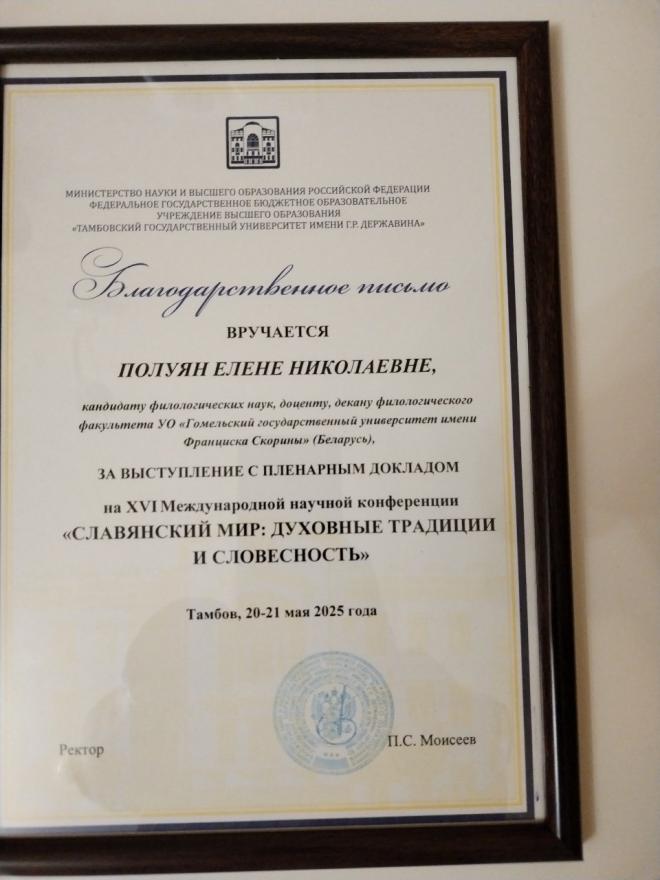 МИНИСТЕРСТВО НАУКИ И ВЫСШЕГО ОБРАЗОВАНИЯ РОССИЙСКОЙ ФЕДЕРАЦИИ
ФЕДЕРАЛЬНОЕ ГОСУДАРСТВЕННОЕ БЮДЖЕТНОЕ ОБРАЗОВАТЕЛЬНОЕ
УЧРЕЖДЕНИЕ ВЫСШЕГО ОБРАЗОВАНИЯ
«ТАМБОВСКИЙ ГОСУДАРСТВЕННЫЙ УНИВЕРСИТЕТ ИМЕНИ Г.Р. ДЕРЖАВИНА»
Благодарственное письмо
ВРУЧАЕТСЯ
ПОЛУЯН ЕЛЕНЕ НИКОЛАЕВНЕ,
кандидату филологических наук, доценту, декану филологического
факультета УО «Гомельский государственный университет имени
Франциска Скорины» (Беларусь),
ЗА ВЫСТУПЛЕНИЕ С ПЛЕНАРНЫМ ДОКЛАДОМ
на XVI Международной научной конференции
«СЛАВЯНСКИЙ МИР: ДУХОВНЫЕ ТРАДИЦИИ
И СЛОВЕСНОСТЬ»
Тамбов, 20-21 мая 2025 года
Ректор
П.С. Моисеев